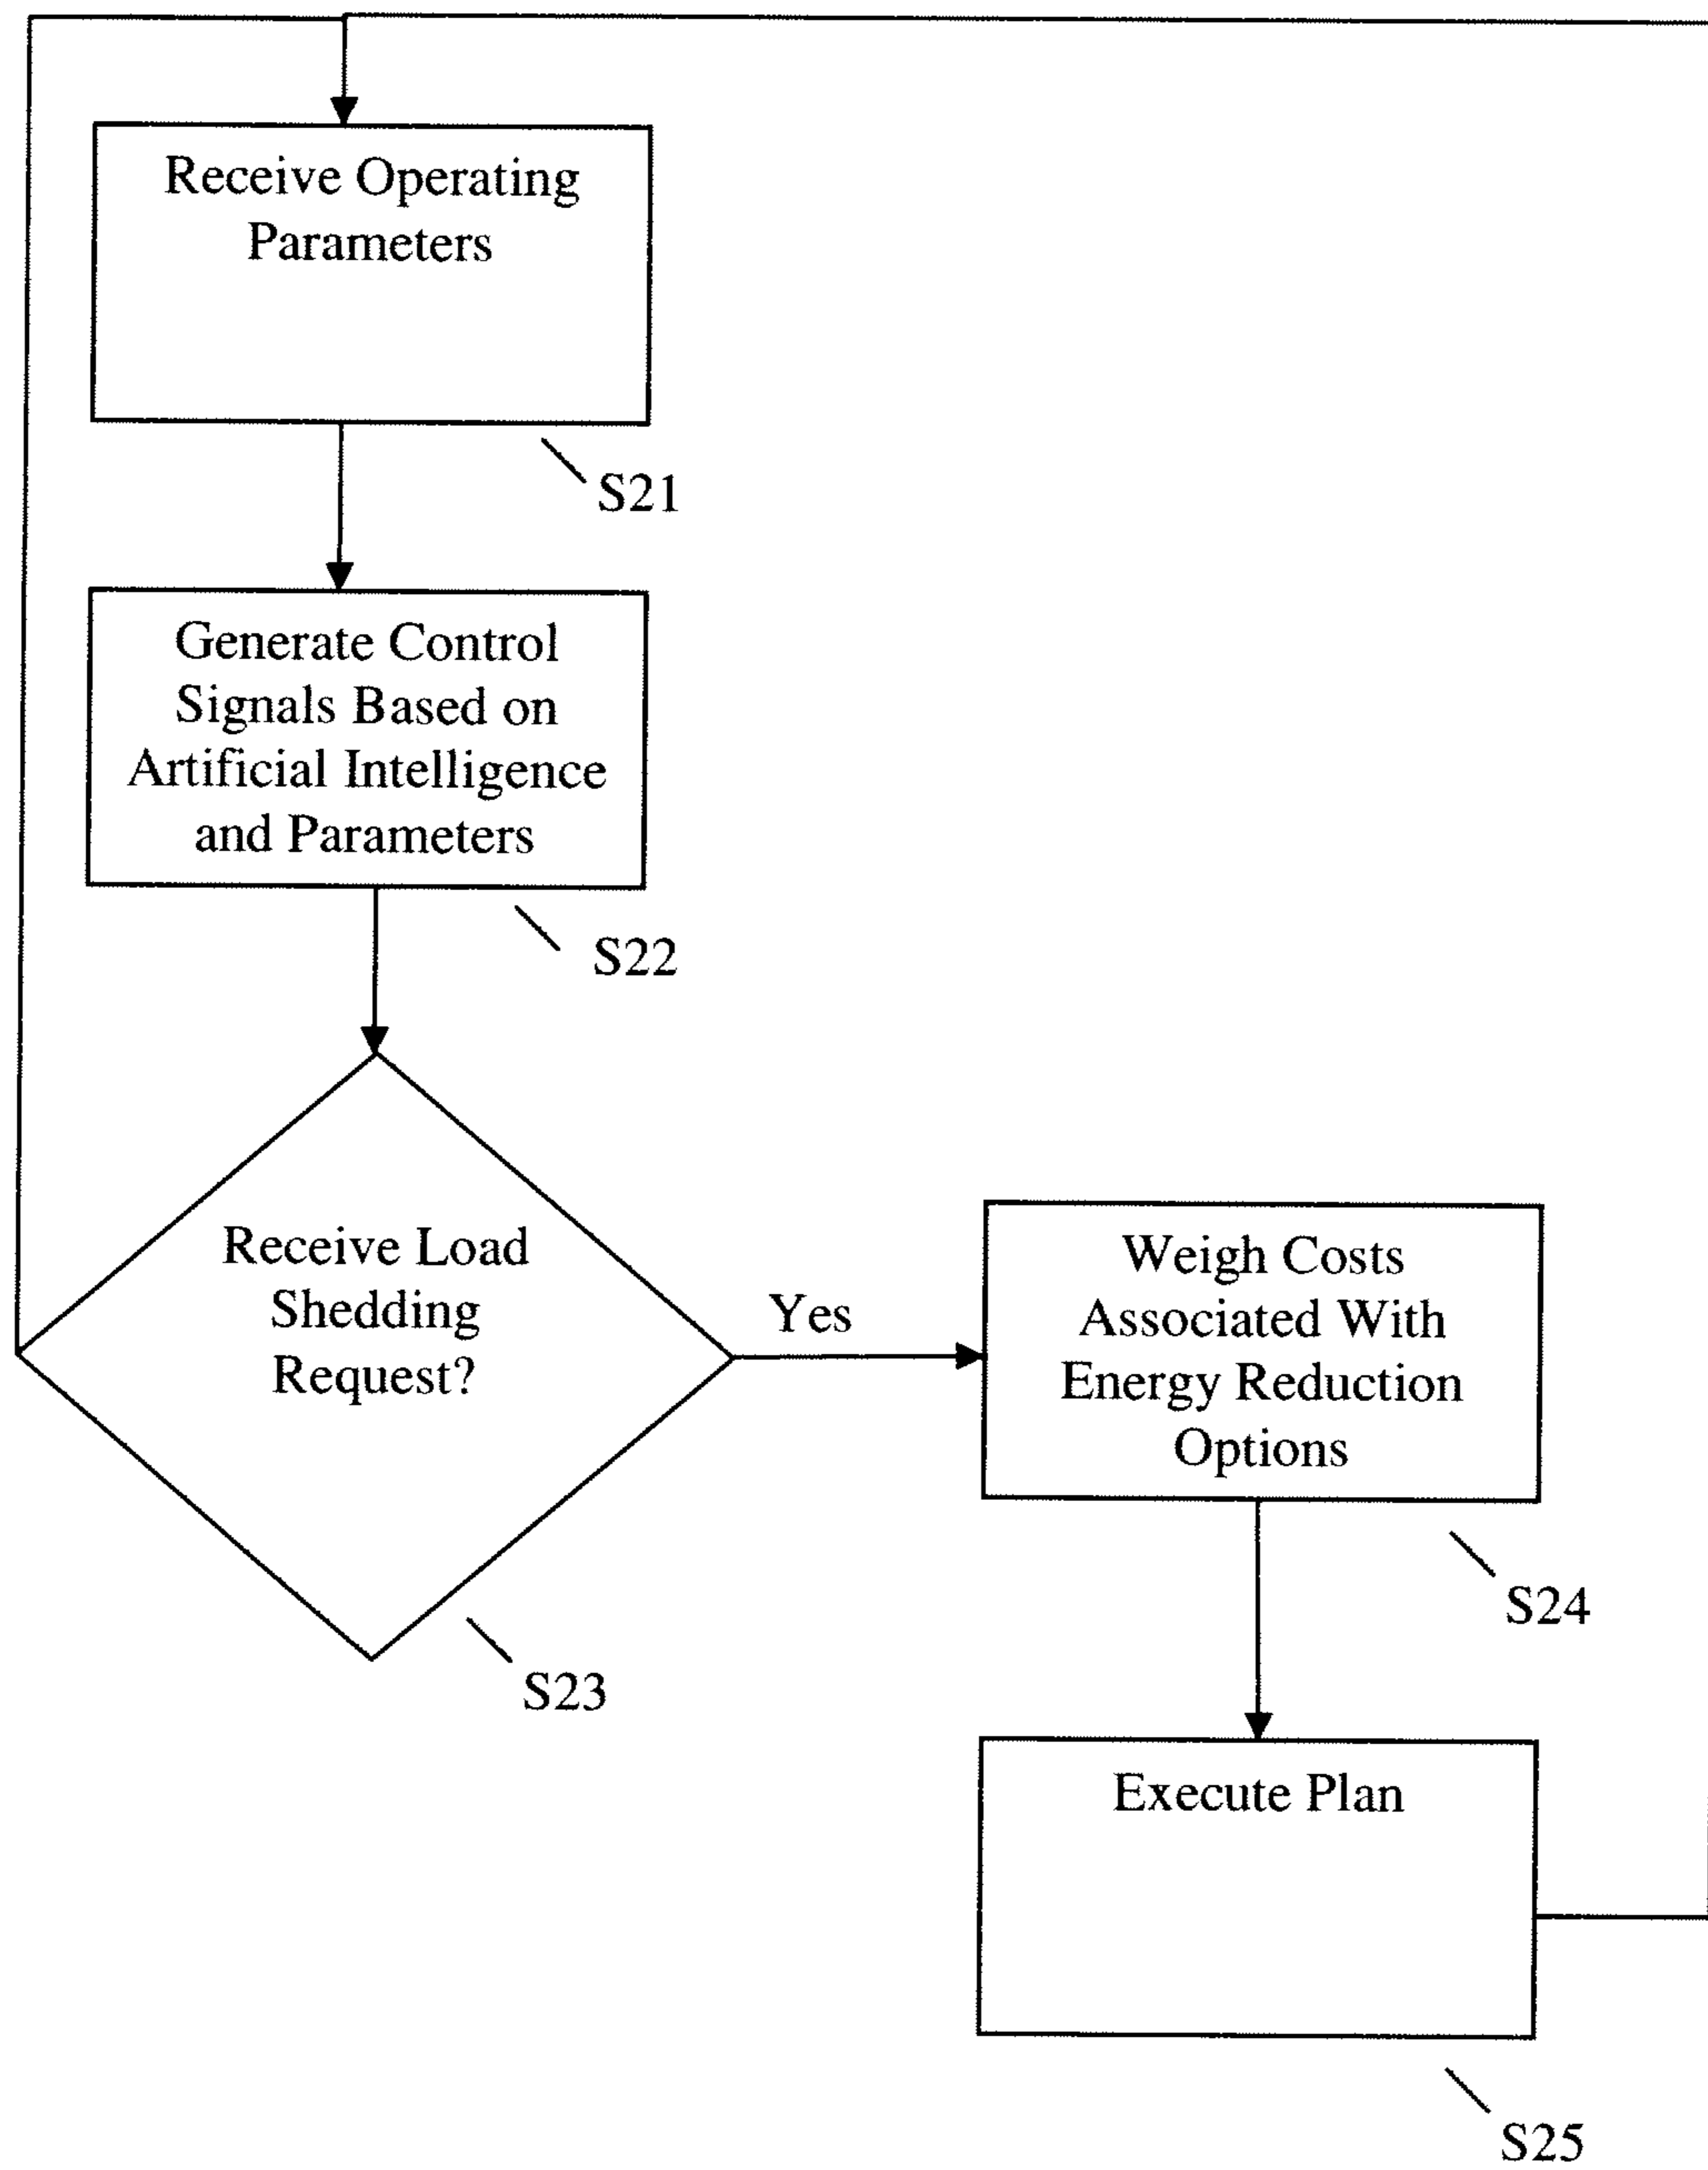 Receive Operating
Parameters
S21
Generate Control
Signals Based on
Artificial Intelligence
and Parameters
S22
Receive Load
Shedding
Request?
S23
Yes
Weigh Costs
Associated With
Energy Reduction
Options
S24
Execute Plan
S25